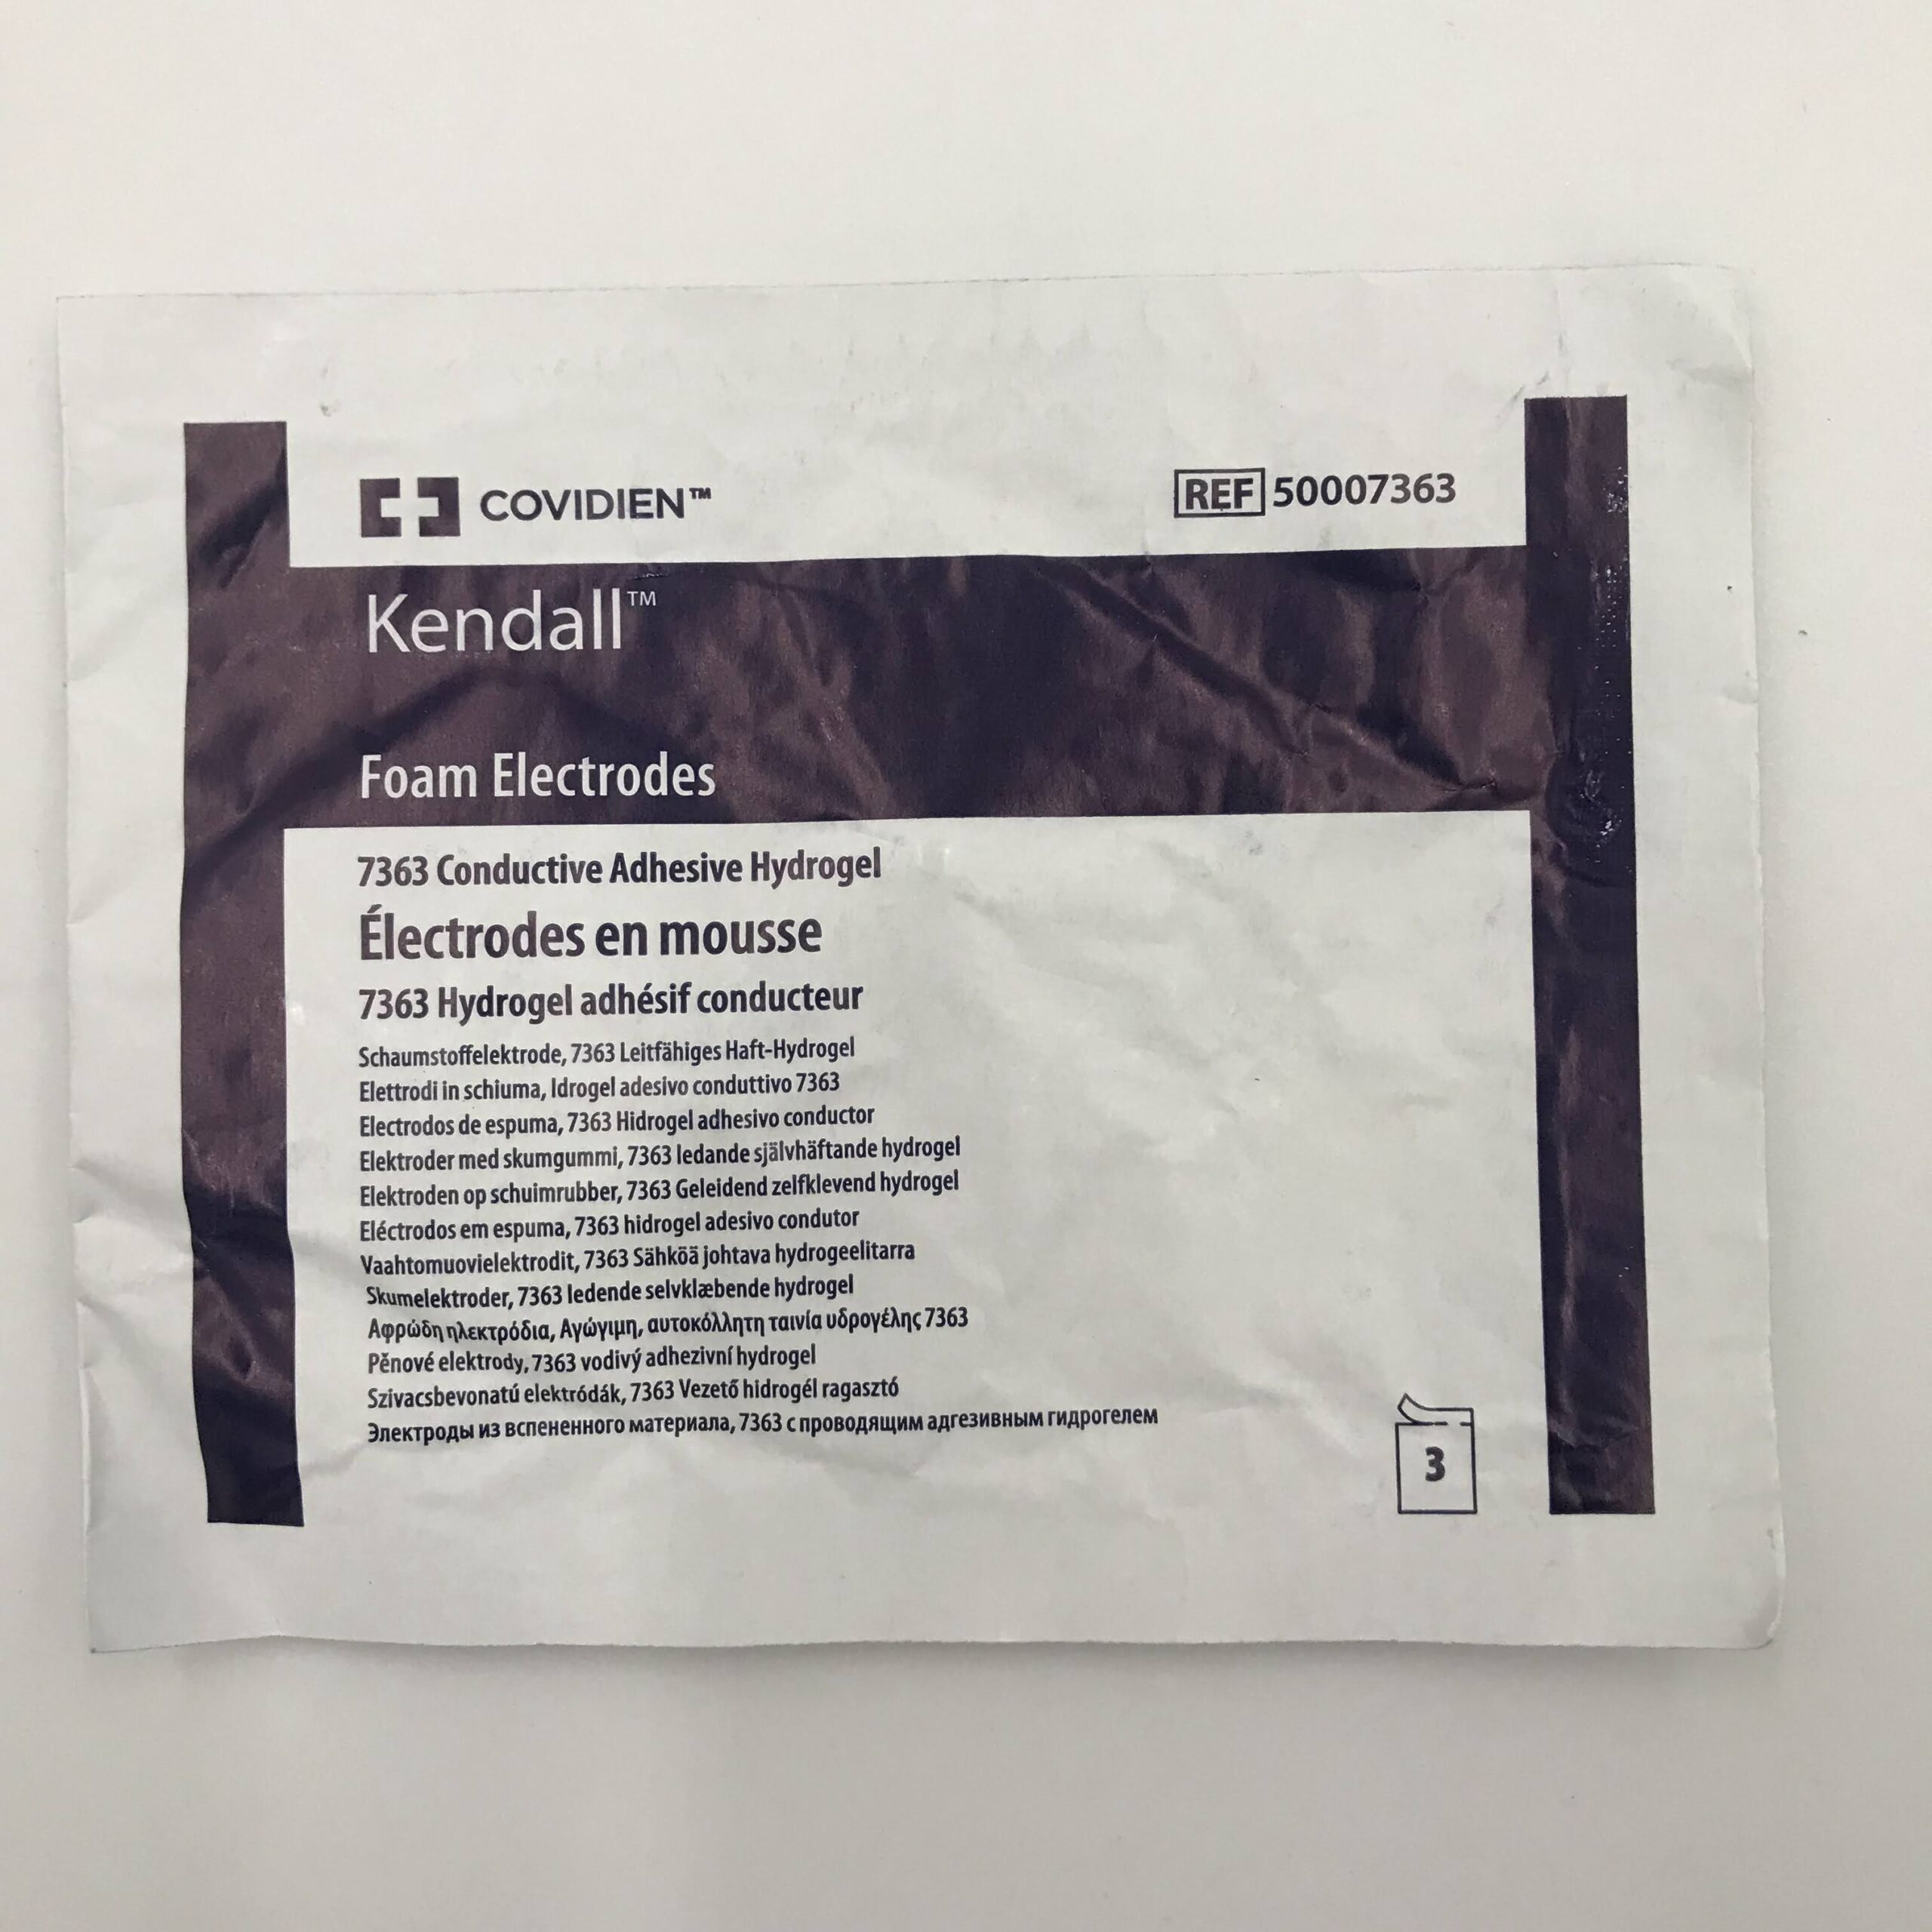 COVIDIEN™
REF 50007363
Kendall™
Foam Electrodes
7363 Conductive Adhesive Hydrogel
Électrodes en mousse
7363 Hydrogel adhésif conducteur
Schaumstoffelektrode, 7363 Leitfähiges Haft-Hydrogel
Elettrodi in schiuma, Idrogel adesivo conduttivo 7363
Electrodos de espuma, 7363 Hidrogel adhesivo conductor
Elektroder med skumgummi, 7363 ledande självhäftande hydrogel
Elektroden op schuimrubber, 7363 Geleidend zelfklevend hydrogel
Eléctrodos em espuma, 7363 hidrogel adesivo condutor
Vaahtomuovielektrodit, 7363 Sähköä johtava hydrogeelitarra
Skumelektroder, 7363 ledende selvklæbende hydrogel
Αφρώδη ηλεκτρόδια, Αγώγιμη, αυτοκόλλητη ταινία υδρογέλης 7363
Pěnové elektrody, 7363 vodivý adhezivní hydrogel
Szivacsbevonatú elektródák, 7363 Vezető hidrogél ragasztó
Электроды из вспененного материала, 7363 с проводящим адгезивным гидрогелем
3